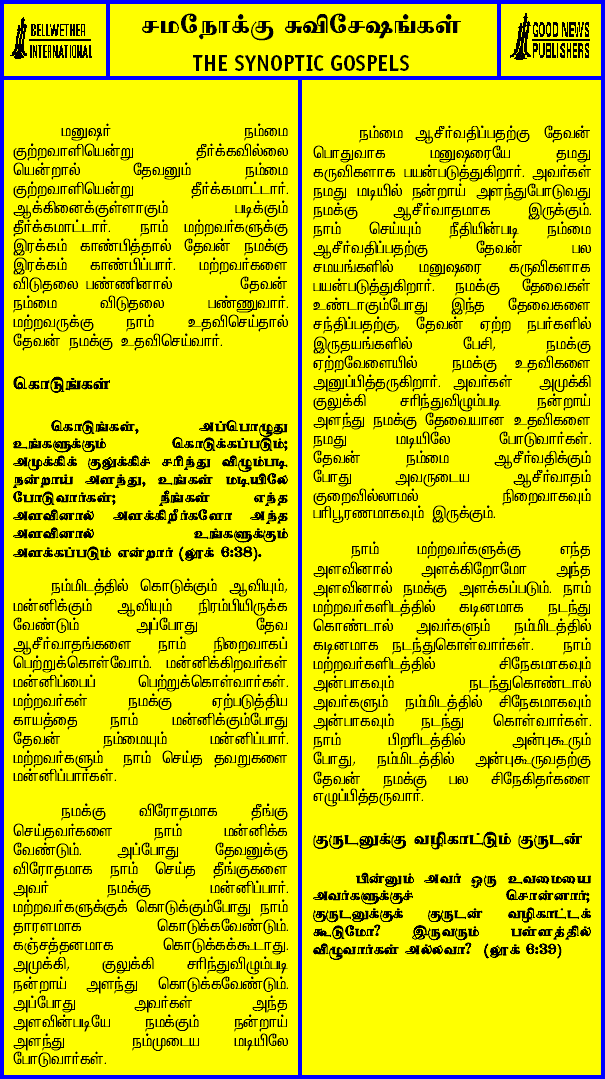 BELLWETHER
INTERNATIONAL
சமநோக்கு சுவிசேஷங்கள்
THE SYNOPTIC GOSPELS
GOOD NEWS
PUBLISHERS
மனுஷர் நம்மை
குற்றவாளியென்று தீர்க்கவில்லை
யென்றால் தேவனும் நம்மை
குற்றவாளியென்று தீர்க்கமாட்டார்.
ஆக்கினைக்குள்ளாகும் படிக்கும்
தீர்க்கமாட்டார். நாம் மற்றவர்களுக்கு
இரக்கம் காண்பித்தால் தேவன் நமக்கு
இரக்கம் காண்பிப்பார். மற்றவர்களை
விடுதலை பண்ணினால் தேவன்
நம்மை விடுதலை பண்ணுவார்.
மற்றவருக்கு நாம் உதவிசெய்தால்
தேவன் நமக்கு உதவிசெய்வார்.
கொடுங்கள்
கொடுங்கள், அப்பொழுது
உங்களுக்கும் கொடுக்கப்படும்;
அமுக்கிக் குலுக்கிச் சரிந்து விழும்படி
நன்றாய் அளந்து, உங்கள் மடியிலே
போடுவார்கள்; நீங்கள் எந்த
அளவினால் அளக்கிறீர்களோ அந்த
அளவினால் உங்களுக்கும்
அளக்கப்படும் என்றார் (லூக் 6:38).
நம்மிடத்தில் கொடுக்கும் ஆவியும்,
மன்னிக்கும் ஆவியும் நிரம்பியிருக்க
வேண்டும் அப்போது தேவ
ஆசீர்வாதங்களை நாம் நிறைவாகப்
பெற்றுக்கொள்வோம். மன்னிக்கிறவர்கள்
மன்னிப்பைப் பெற்றுக்கொள்வார்கள்.
மற்றவர்கள் நமக்கு ஏற்படுத்திய
காயத்தை நாம் மன்னிக்கும்போது
தேவன் நம்மையும் மன்னிப்பார்.
மற்றவர்களும் நாம் செய்த தவறுகளை
மன்னிப்பார்கள்.
நமக்கு விரோதமாக தீங்கு
செய்தவர்களை நாம் மன்னிக்க
வேண்டும். அப்போது தேவனுக்கு
விரோதமாக நாம் செய்த தீங்குகளை
அவர் நமக்கு மன்னிப்பார்.
மற்றவர்களுக்குக் கொடுக்கும்போது நாம்
தாராளமாக கொடுக்கவேண்டும்.
கஞ்சத்தனமாக கொடுக்கக்கூடாது.
அமுக்கி, குலுக்கி சரிந்துவிழும்படி
நன்றாய் அளந்து கொடுக்கவேண்டும்.
அப்போது அவர்கள் அந்த
அளவின்படியே நமக்கும் நன்றாய்
அளந்து நம்முடைய மடியிலே
போடுவார்கள்.
நம்மை ஆசீர்வதிப்பதற்கு தேவன்
பொதுவாக மனுஷரையே தமது
கருவிகளாக பயன்படுத்துகிறார். அவர்கள்
நமது மடியில் நன்றாய் அளந்துபோடுவது
நமக்கு ஆசீர்வாதமாக இருக்கும்.
நாம் செய்யும் நீதியின்படி நம்மை
ஆசீர்வதிப்பதற்கு தேவன் பல
சமயங்களில் மனுஷரை கருவிகளாக
பயன்படுத்துகிறார். நமக்கு தேவைகள்
உண்டாகும்போது இந்த தேவைகளை
சந்திப்பதற்கு, தேவன் ஏற்ற நபர்களில்
இருதயங்களில் பேசி, நமக்கு
ஏற்றவேளையில் நமக்கு உதவிகளை
அனுப்பித்தருகிறார். அவர்கள் அமுக்கி
குலுக்கி சரிந்துவிழும்படி நன்றாய்
அளந்து நமக்கு தேவையான உதவிகளை
நமது மடியிலே போடுவார்கள்.
தேவன் நம்மை ஆசீர்வதிக்கும்
போது அவருடைய ஆசீர்வாதம்
குறைவில்லாமல் நிறைவாகவும்
பரிபூரணமாகவும் இருக்கும்.
நாம் மற்றவர்களுக்கு எந்த
அளவினால் அளக்கிறோமோ அந்த
அளவினால் நமக்கு அளக்கப்படும். நாம்
மற்றவர்களிடத்தில் கடினமாக நடந்து
கொண்டால் அவர்களும் நம்மிடத்தில்
கடினமாக நடந்துகொள்வார்கள். நாம்
மற்றவர்களிடத்தில் சிநேகமாகவும்
அன்பாகவும் நடந்துகொண்டால்
அவர்களும் நம்மிடத்தில் சிநேகமாகவும்
அன்பாகவும் நடந்து கொள்வார்கள்.
நாம் பிறரிடத்தில் அன்புகூரும்
போது, நம்மிடத்தில் அன்புகூருவதற்கு
தேவன் நமக்கு பல சிநேகிதர்களை
எழுப்பித்தருவார்.
குருடனுக்கு வழிகாட்டும் குருடன்
பின்னும் அவர் ஒரு உவமையை
அவர்களுக்குச் சொன்னார்;
குருடனுக்குக் குருடன் வழிகாட்டக்
கூடுமோ? இருவரும் பள்ளத்தில்
விழுவார்கள் அல்லவா? (லூக் 6:39)